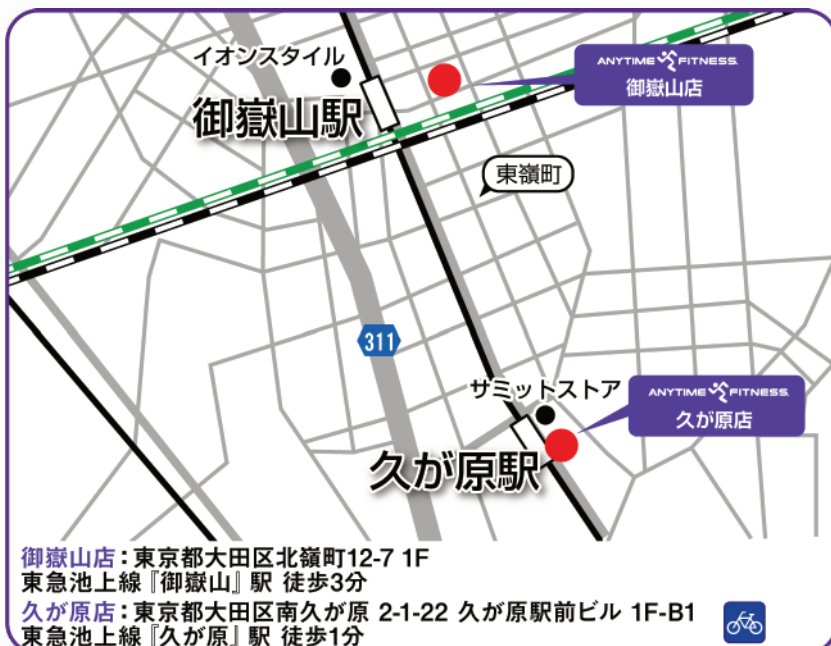 イオンスタイル
御嶽山駅
ANYTIME FITNESS.
御嶽山店
東嶺町
311
サミットストア
ANYTIME FITNESS.
久が原店
久が原駅
御嶽山店：東京都大田区北嶺町12-7 1F
東急池上線『御嶽山』駅 徒歩3分
久が原店：東京都大田区南久が原 2-1-22 久が原駅前ビル 1F-B1
東急池上線『久が原』駅 徒歩1分